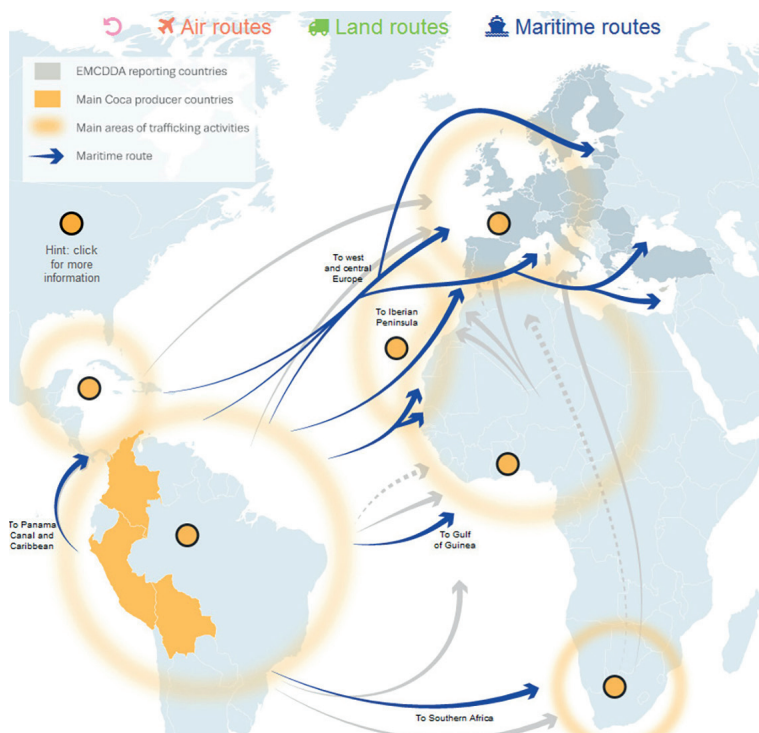 Air routes
Land routes
Maritime routes
EMCDDA reporting countries
Main Coca producer countries
Main areas of trafficking activities
Maritime route
Hint: click
for more
information
To west
and central
Europe
To Iberian
Peninsula
To Panama
Canal and
Caribbean
To Gulf
of Guinea
To Southern Africa